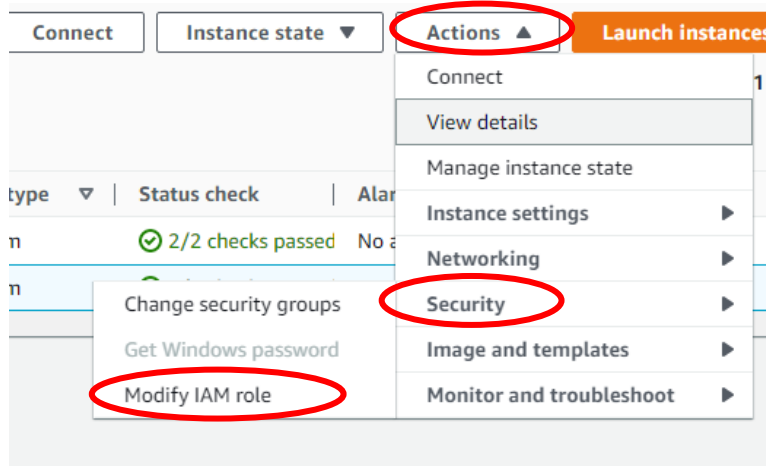 Connect Instance state Actions Launch instances
Connect
1
View details
Manage instance state
type Status check Alar
Instance settings
m 2/2 checks passed No a
Networking
m
Change security groups Security
Get Windows password Image and templates
Modify IAM role Monitor and troubleshoot